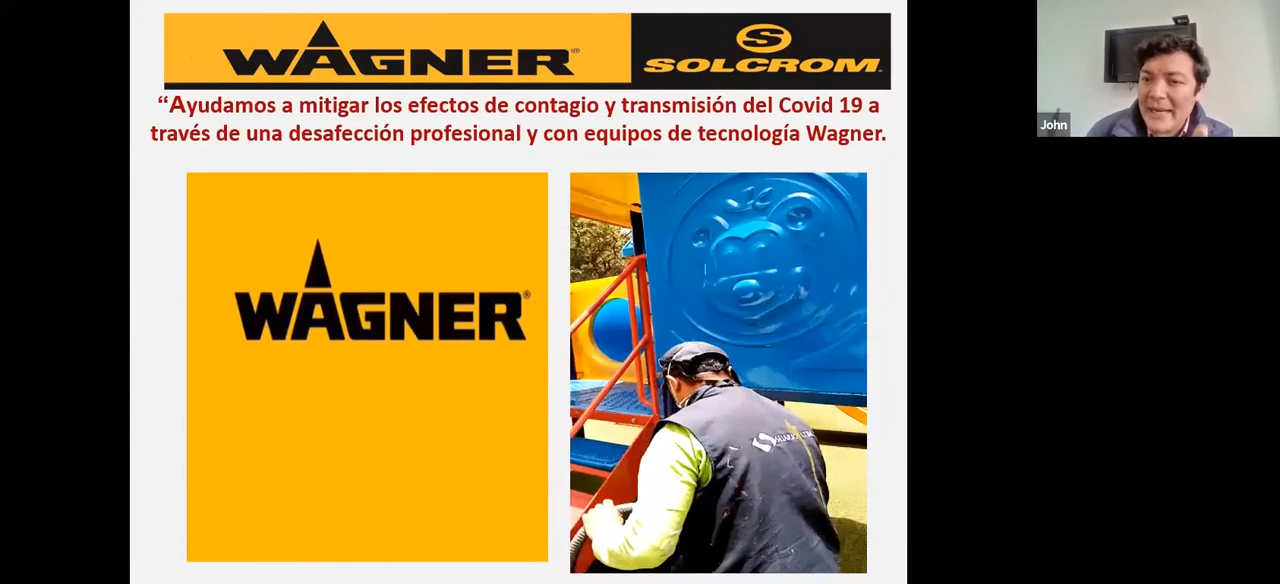 WAGNER®
SOLCROM
“Ayudamos a mitigar los efectos de contagio y transmisión del Covid 19 a
través de una desafección profesional y con equipos de tecnología Wagner.
WAGNER®
John